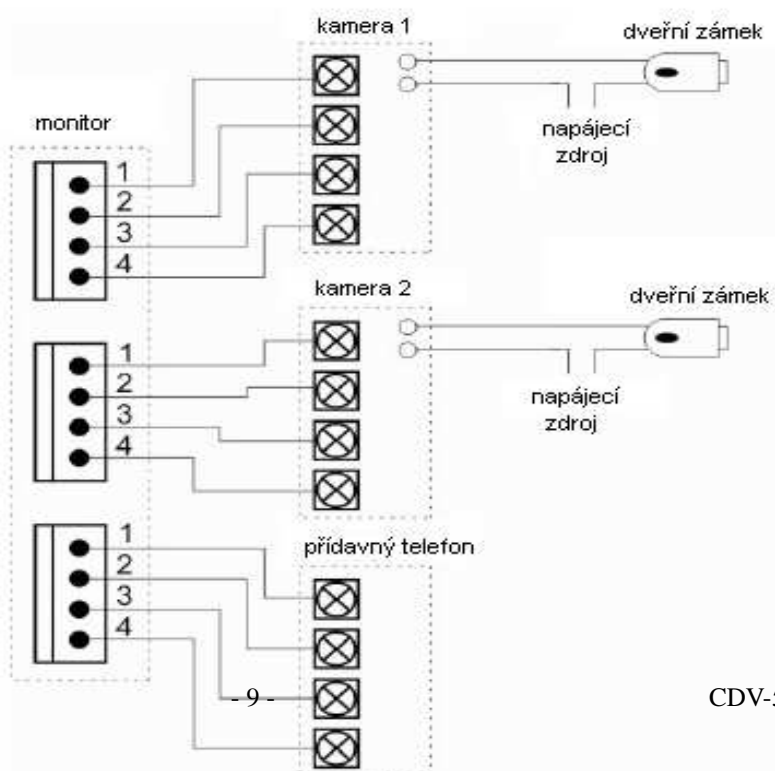 kamera 1
dveřní zámek
monitor
napájecí
zdroj
1
2
3
4
kamera 2
dveřní zámek
1
2
3
4
napájecí
zdroj
přídavný telefon
1
2
3
4
- 9 -